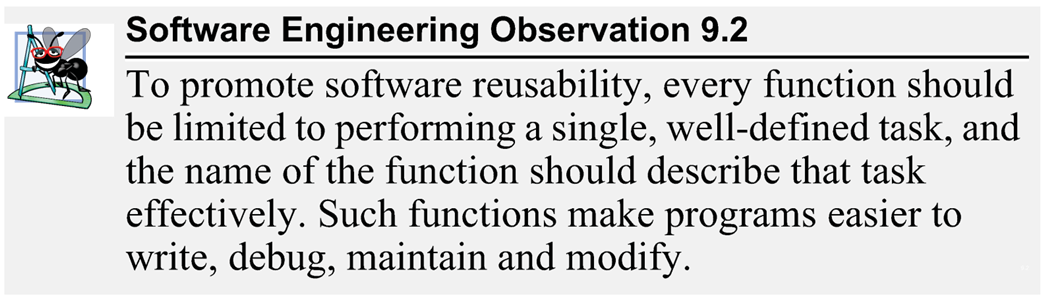 Software Engineering Observation 9.2
To promote software reusability, every function should
be limited to performing a single, well-defined task, and
the name of the function should describe that task
effectively. Such functions make programs easier to
write, debug, maintain and modify.